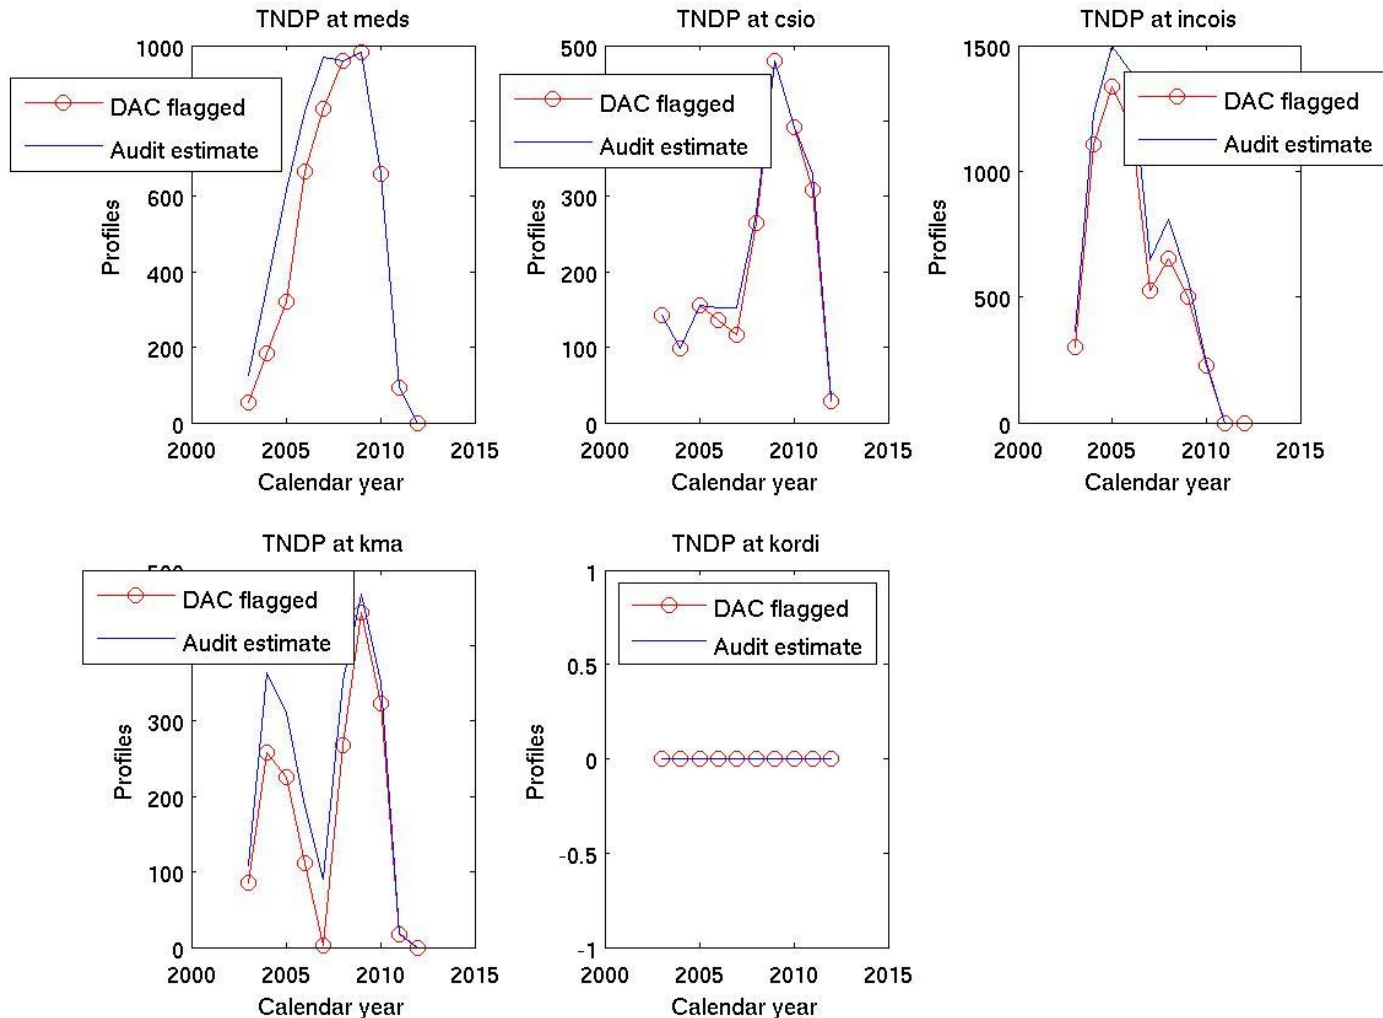 TNDP at meds
1000
DAC flagged
Audit estimate
600
400
200
0
Profiles
2000 2005 2010 2015
Calendar year
TNDP at csio
500
DAC flagged
Audit estimate
300
200
100
0
Profiles
2000 2005 2010 2015
Calendar year
TNDP at incois
1500
DAC flagged
Audit estimate
1000
500
0
Profiles
2000 2005 2010 2015
Calendar year
TNDP at kma
DAC flagged
Audit estimate
300
200
100
0
Profiles
2000 2005 2010 2015
Calendar year
TNDP at kordi
1
DAC flagged
Audit estimate
0.5
0
-0.5
-1
Profiles
2000 2005 2010 2015
Calendar year